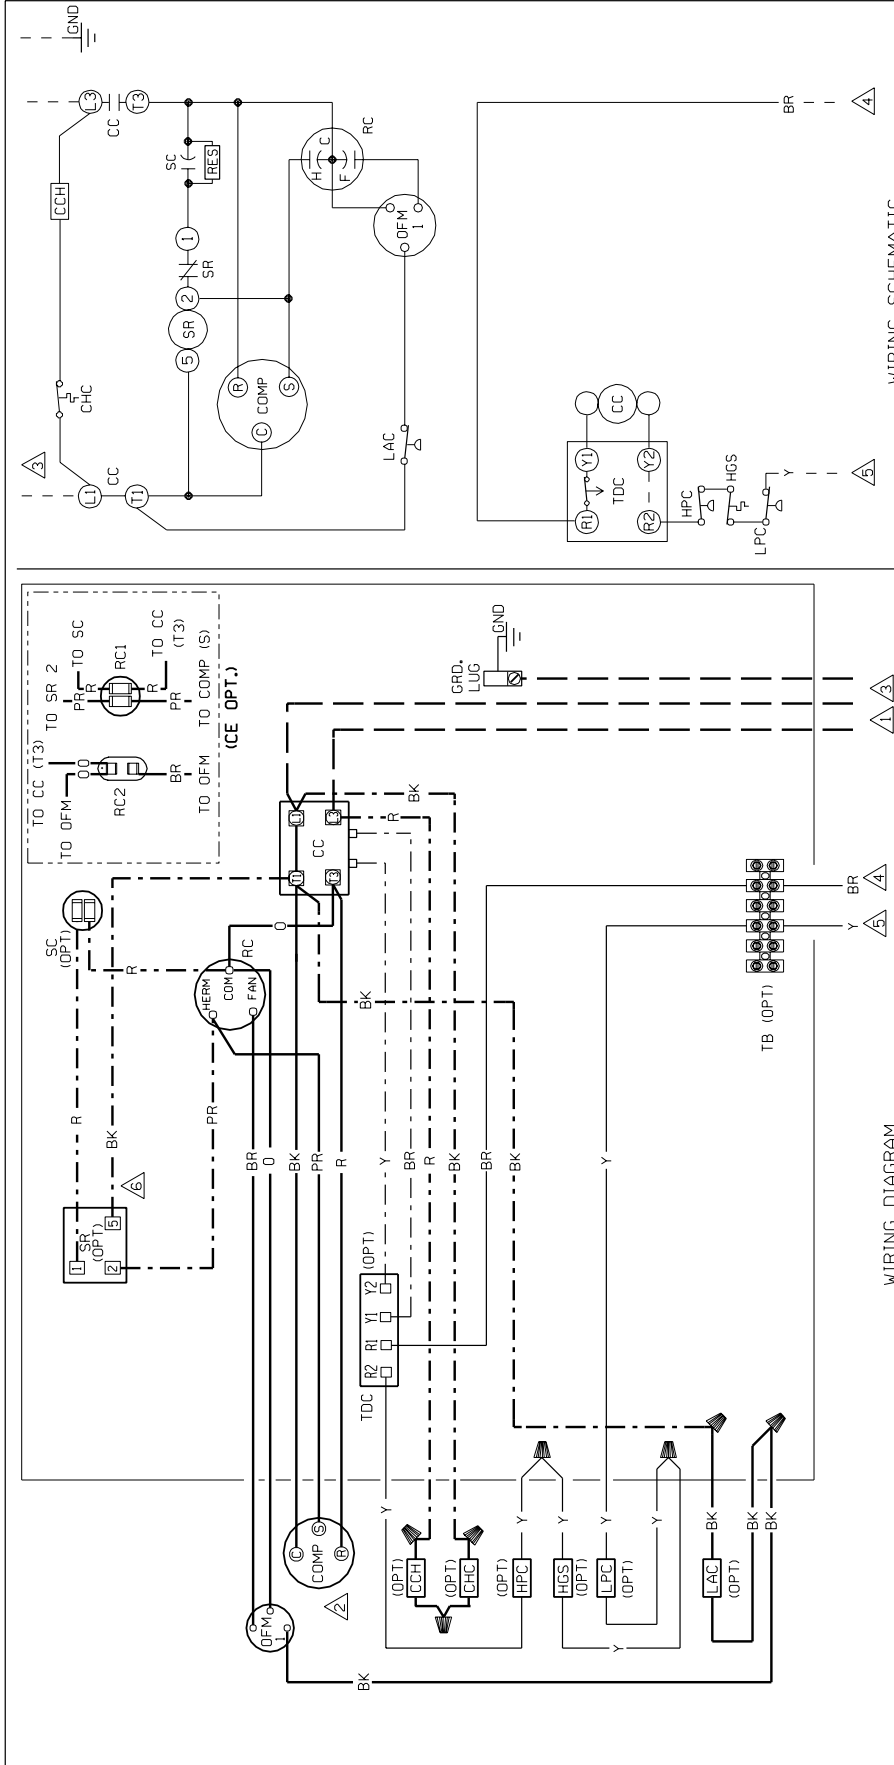 GND
L3
CC
T3
CCH
SC
RES
H
C
F
RC
1
SR
2
SR
5
OFM
1
CHC
R
COMP
S
C
LAC
3
L1
CC
T1
BR
4
WIRING SCHEMATIC
CC
Y1
Y2
TDC
R1
R2
HPC
HGS
LPC
Y
5
TO SR 2
TO SC
PR
R
RC1
R
TO CC
(T3)
PR
TO COMP (S)
TO CC (T3)
TO OFM
O
O
RC2
BR
TO OFM
(CE OPT.)
GND
GRD.
LUG
1
3
SC
(OPT)
R
BK
L1
L3
CC
T1
T3
R
O
RC
HERM
COM
FAN
BK
BK
R
BK
PR
6
1
SR
(OPT)
5
2
BR
O
BK
PR
R
Y
BR
R
BK
BR
BK
Y
TB (OPT)
BR
4
Y
5
(OPT)
Y2
Y1
R1
R2
TDC
WIRING DIAGRAM
C
S
R
COMP
2
OFM
1
BK
Y
(OPT)
CCH
(OPT)
CHC
(OPT)
HPC
Y
HGS
(OPT)
Y
LPC
(OPT)
Y
Y
Y
LAC
(OPT)
BK
BK
BK